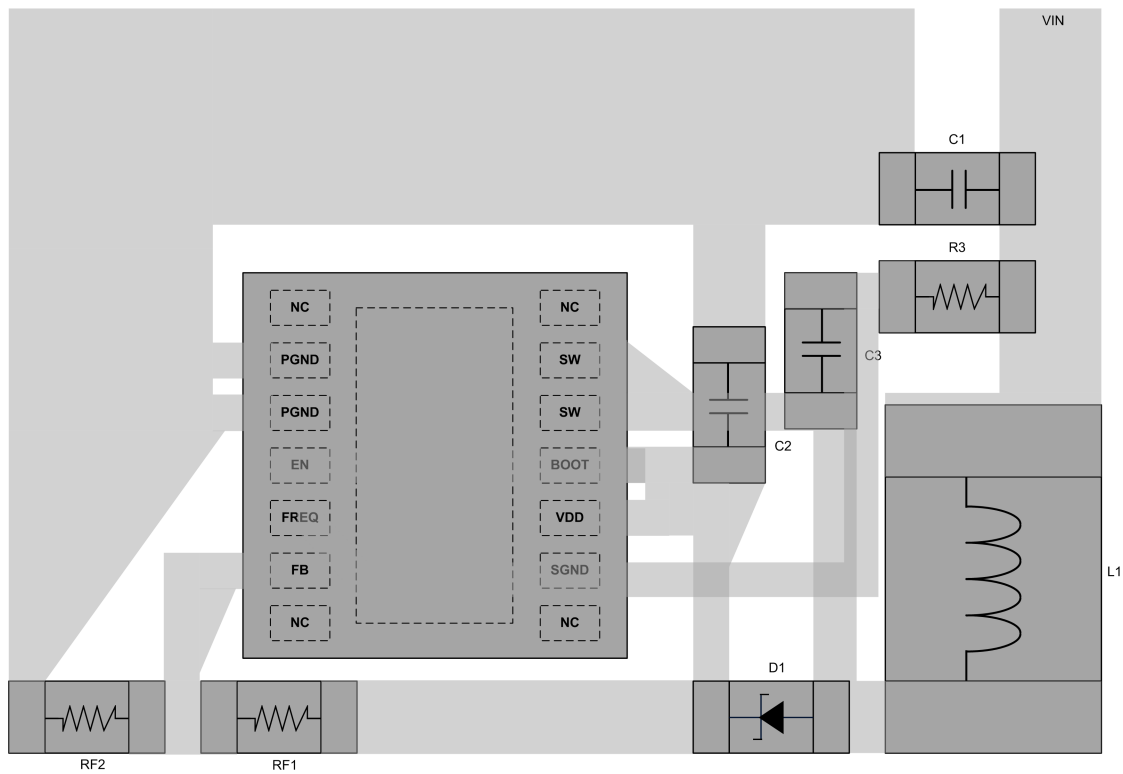 VIN
C1
R3
NC
NC
PGND
SW
C3
PGND
SW
C2
EN
BOOT
FREQ
VDD
FB
SGND
L1
NC
NC
D1
RF2
RF1